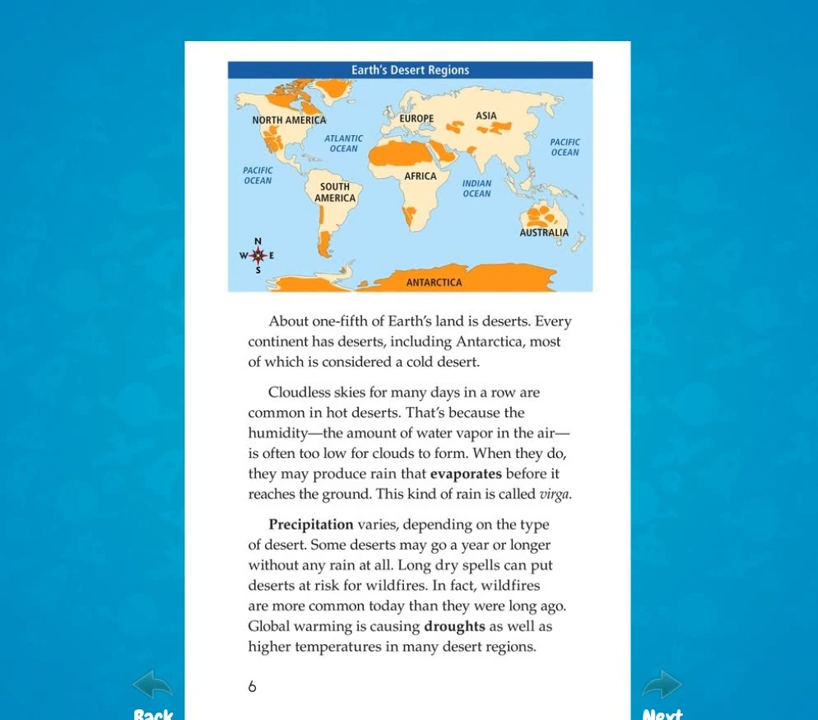 Earth's Desert Regions
NORTH AMERICA
EUROPE
ASIA
ATLANTIC
OCEAN
PACIFIC
OCEAN
PACIFIC
OCEAN
SOUTH
AMERICA
AFRICA
INDIAN
OCEAN
AUSTRALIA
N
W E
S
ANTARCTICA
About one-fifth of Earth's land is deserts. Every
continent has deserts, including Antarctica, most
of which is considered a cold desert.
Cloudless skies for many days in a row are
common in hot deserts. That's because the
humidity—the amount of water vapor in the air—
is often too low for clouds to form. When they do,
they may produce rain that evaporates before it
reaches the ground. This kind of rain is called virga.
Precipitation varies, depending on the type
of desert. Some deserts may go a year or longer
without any rain at all. Long dry spells can put
deserts at risk for wildfires. In fact, wildfires
are more common today than they were long ago.
Global warming is causing droughts as well as
higher temperatures in many desert regions.
6
Back
Next